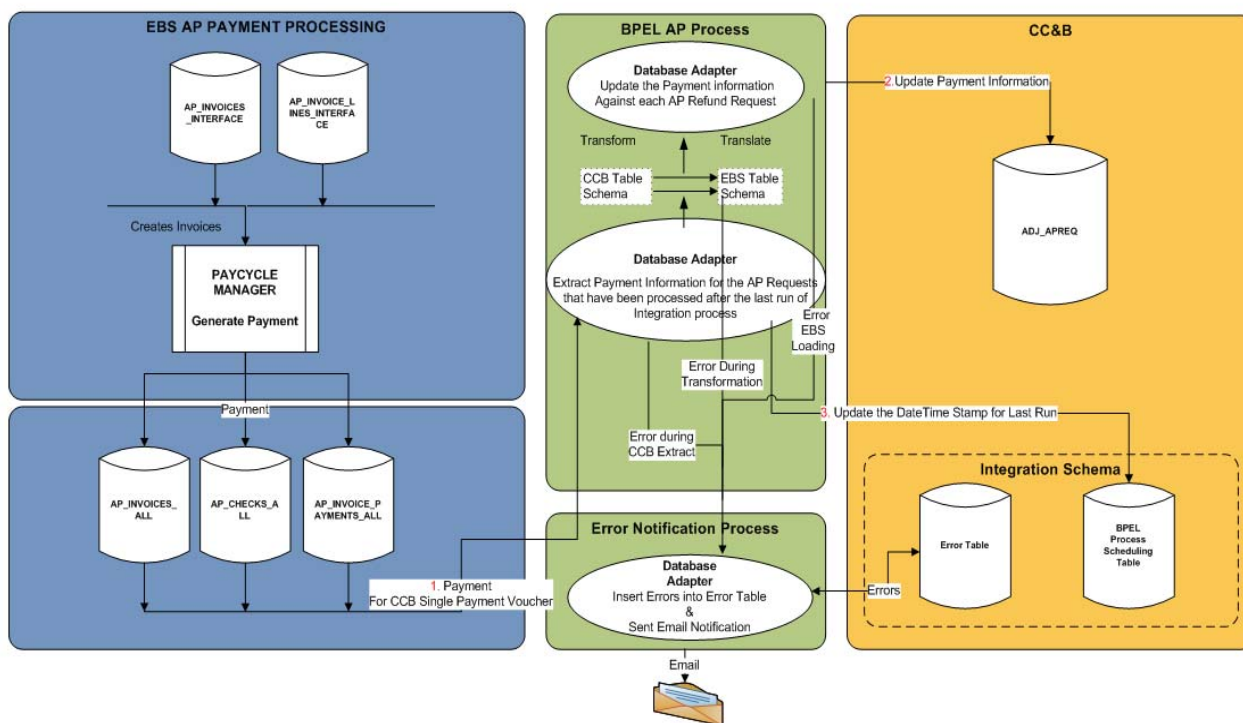 EBS AP PAYMENT PROCESSING
AP_INVOICES
_INTERFACE
AP_INVOICE_L
INES_INTERFA
CE
Creates Invoices
PAYCYCLE
MANAGER
Generate Payment
Payment
AP_INVOICES_
ALL
AP_CHECKS_A
LL
AP_INVOICE_P
AYMENTS_ALL
1. Payment
For CCB Single Payment Voucher
BPEL AP Process
Database Adapter
Update the Payment information
Against each AP Refund Request
Transform
Translate
CCB Table
Schema
EBS Table
Schema
Database Adapter
Extract Payment Information for the AP Requests
that have been processed after the last run of
Integration process
Error
EBS
Loading
Error During
Transformation
Error during
CCB Extract
Error Notification Process
Database
Adapter
Insert Errors into Error Table
&
Sent Email Notification
Email
CC&B
2.Update Payment Information
ADJ_APREQ
3. Update the DateTime Stamp for Last Run
Integration Schema
Error Table
BPEL
Process
Scheduling
Table
Errors